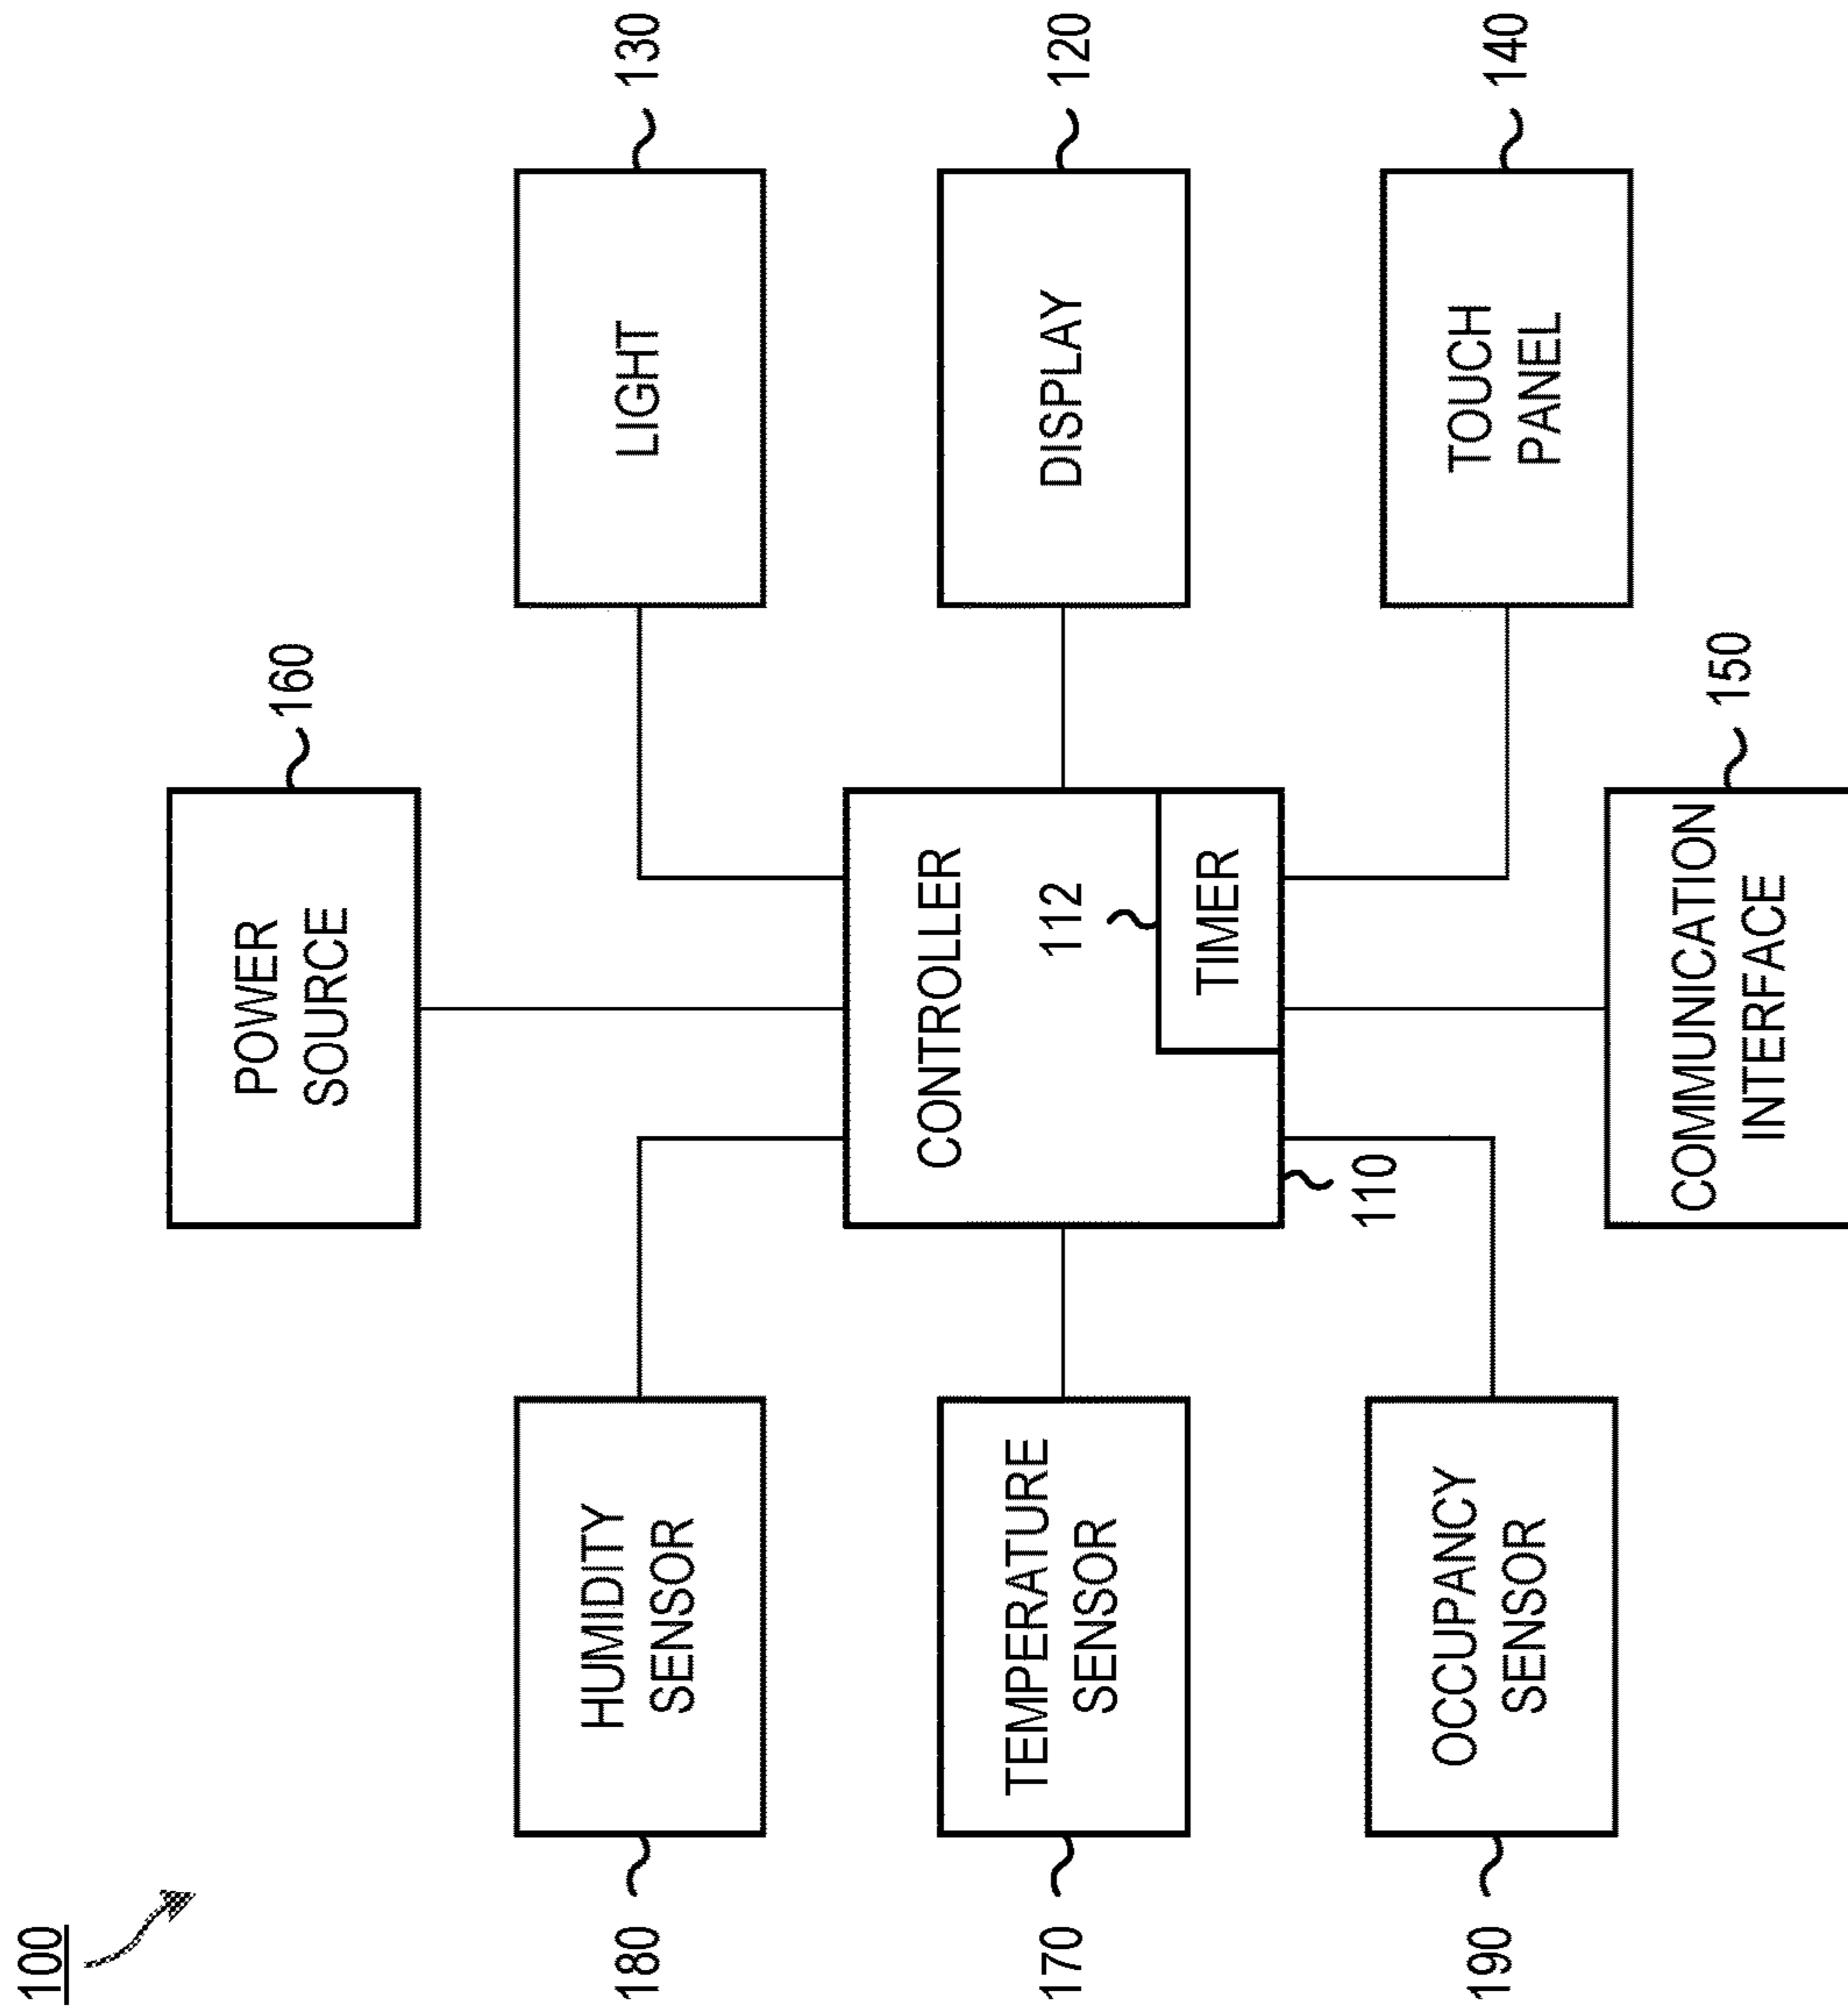 100
POWER
SOURCE
160
HUMIDITY
SENSOR
180
LIGHT
130
CONTROLLER
112
TIMER
110
TEMPERATURE
SENSOR
170
DISPLAY
120
OCCUPANCY
SENSOR
190
TOUCH
PANEL
140
COMMUNICATION
INTERFACE
150